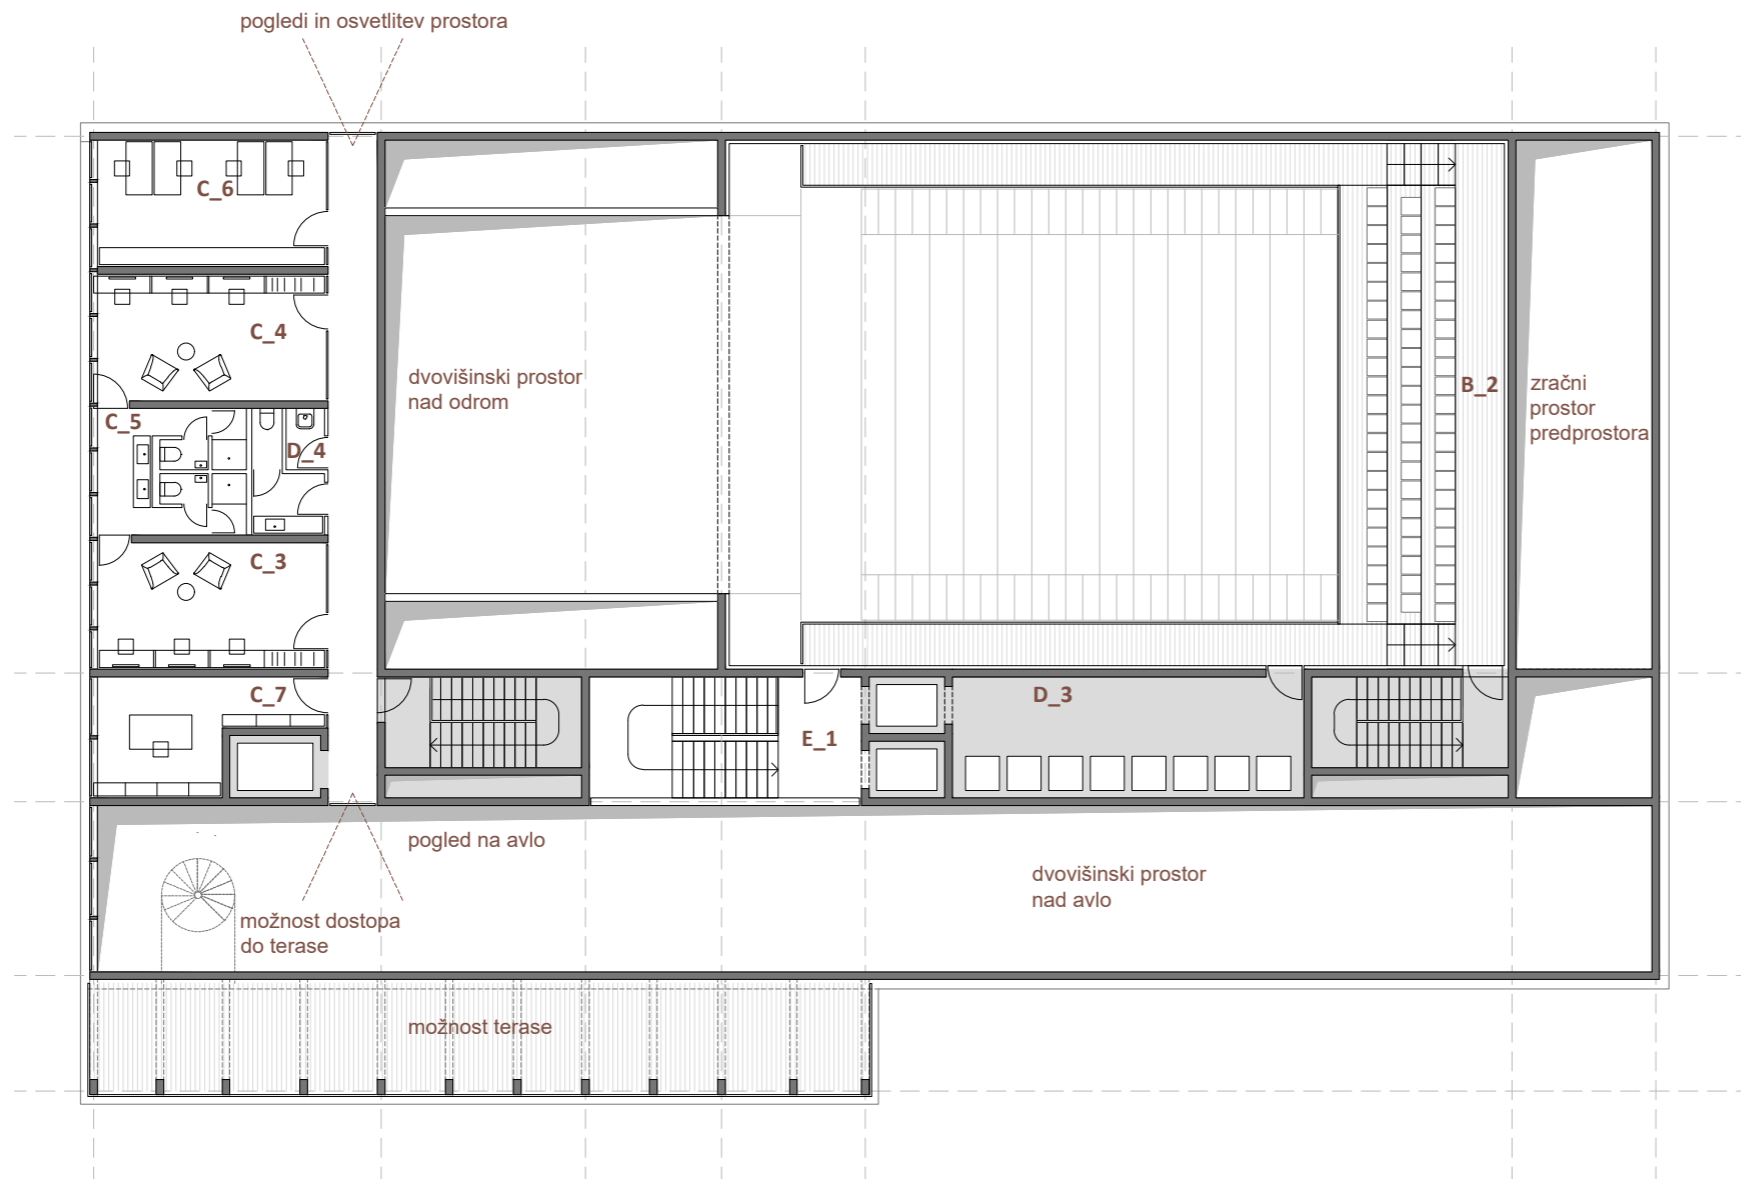 pogledi in osvetlitev prostora
C_6
C_4
dvovišinski prostor
nad odrom
B_2
zračni
prostor
predprostora
C_5
D_4
C_3
C_7
D_3
E_1
pogled na avlo
dvovišinski prostor
nad avlo
možnost dostopa
do terase
možnost terase